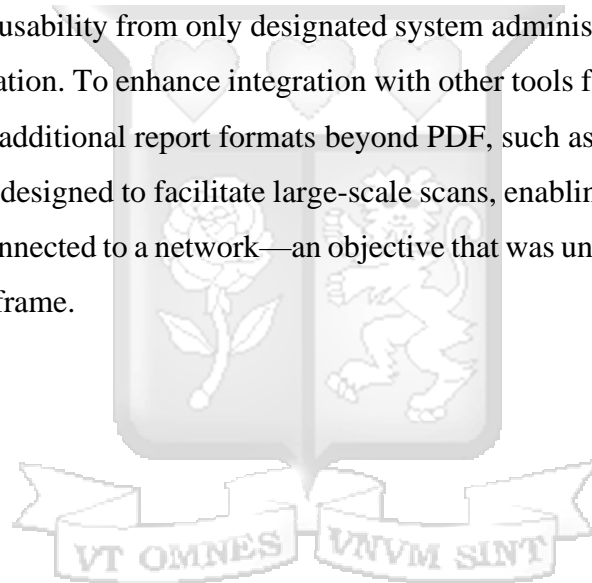 usability from only designated system adminis
ation. To enhance integration with other tools f
additional report formats beyond PDF, such as
designed to facilitate large-scale scans, enablin
nnected to a network—an objective that was un
frame.
VT OMNES VNVM SINT